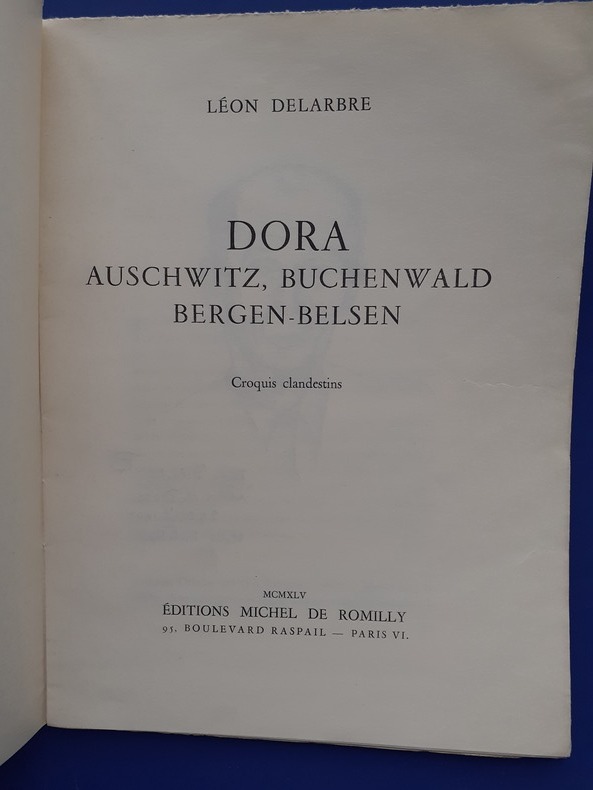 LÉON DELARBRE
DORA
AUSCHWITZ, BUCHENWALD
BERGEN-BELSEN
Croquis clandestins
MCMXLV
ÉDITIONS MICHEL DE ROMILLY
95, BOULEVARD RASPAIL — PARIS VI.